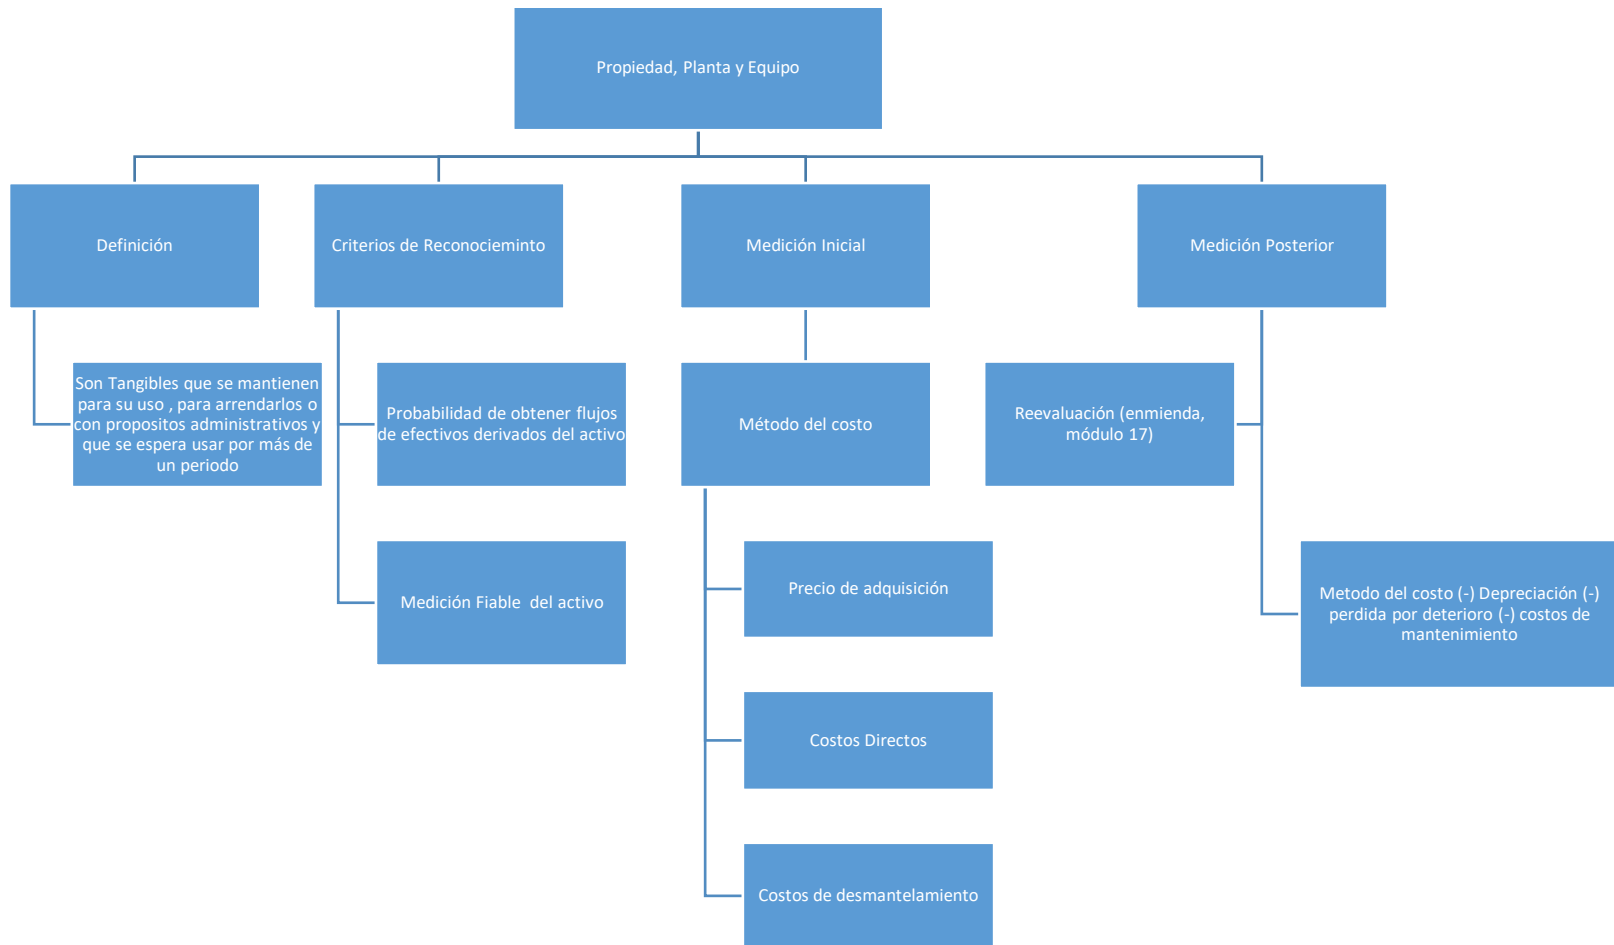 Propiedad, Planta y Equipo
Definición
Criterios de Reconocieminto
Medición Inicial
Medición Posterior
Son Tangibles que se mantienen
para su uso , para arrendarlos o
con propositos administrativos y
que se espera usar por más de
un periodo
Probabilidad de obtener flujos
de efectivos derivados del activo
Medición Fiable  del activo
Método del costo
Precio de adquisición
Costos Directos
Costos de desmantelamiento
Reevaluación (enmienda,
módulo 17)
Metodo del costo (-) Depreciación (-)
perdida por deterioro (-) costos de
mantenimiento